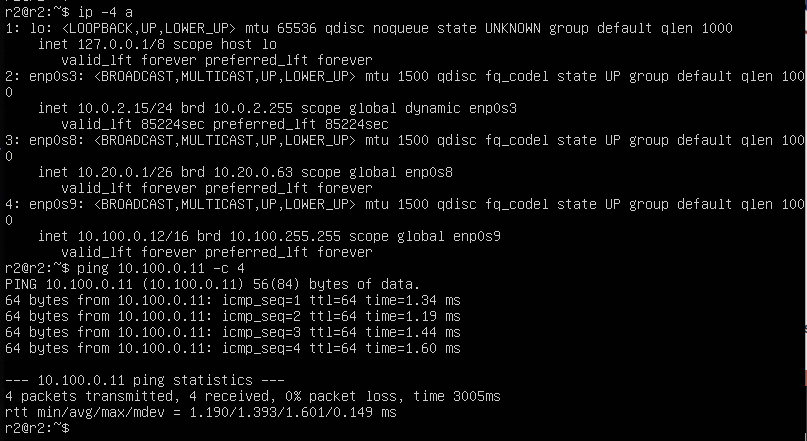 r2@r2:~$ ip -4 a
1: lo: <LOOPBACK,UP,LOWER_UP> mtu 65536 qdisc noqueue state UNKNOWN group default qlen 1000
    inet 127.0.0.1/8 scope host lo
       valid_lft forever preferred_lft forever
2: enp0s3: <BROADCAST,MULTICAST,UP,LOWER_UP> mtu 1500 qdisc fq_codel state UP group default qlen 100
0
    inet 10.0.2.15/24 brd 10.0.2.255 scope global dynamic enp0s3
       valid_lft 85224sec preferred_lft 85224sec
3: enp0s8: <BROADCAST,MULTICAST,UP,LOWER_UP> mtu 1500 qdisc fq_codel state UP group default qlen 100
0
    inet 10.20.0.1/26 brd 10.20.0.63 scope global enp0s8
       valid_lft forever preferred_lft forever
4: enp0s9: <BROADCAST,MULTICAST,UP,LOWER_UP> mtu 1500 qdisc fq_codel state UP group default qlen 100
0
    inet 10.100.0.12/16 brd 10.100.255.255 scope global enp0s9
       valid_lft forever preferred_lft forever
r2@r2:~$ ping 10.100.0.11 -c 4
PING 10.100.0.11 (10.100.0.11) 56(84) bytes of data.
64 bytes from 10.100.0.11: icmp_seq=1 ttl=64 time=1.34 ms
64 bytes from 10.100.0.11: icmp_seq=2 ttl=64 time=1.19 ms
64 bytes from 10.100.0.11: icmp_seq=3 ttl=64 time=1.44 ms
64 bytes from 10.100.0.11: icmp_seq=4 ttl=64 time=1.60 ms

--- 10.100.0.11 ping statistics ---
4 packets transmitted, 4 received, 0% packet loss, time 3005ms
rtt min/avg/max/mdev = 1.190/1.393/1.601/0.149 ms
r2@r2:~$